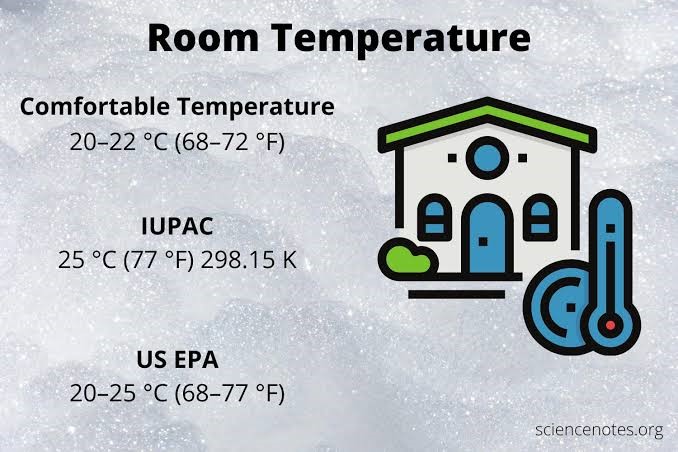 Room Temperature
Comfortable Temperature
20–22 °C (68–72 °F)
IUPAC
25 °C (77 °F) 298.15 K
US EPA
20–25 °C (68–77 °F)
sciencenotes.org